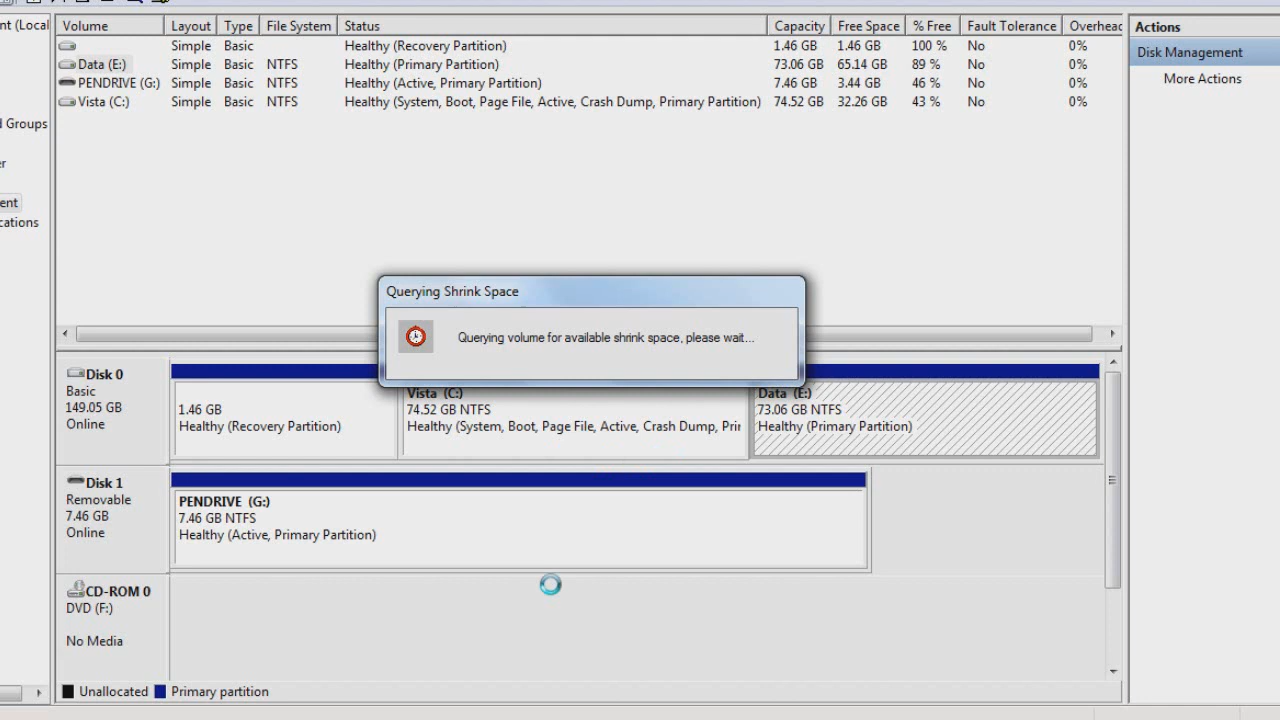 nt (Local
d Groups
er
ent
cations
Volume Layout Type File System Status Capacity Free Space % Free Fault Tolerance Overhead
Simple Basic Healthy (Recovery Partition) 1.46 GB 1.46 GB 100 % No 0%
Data (E:) Simple Basic NTFS Healthy (Primary Partition) 73.06 GB 65.14 GB 89 % No 0%
PENDRIVE (G:) Simple Basic NTFS Healthy (Active, Primary Partition) 7.46 GB 3.44 GB 46 % No 0%
Vista (C:) Simple Basic NTFS Healthy (System, Boot, Page File, Active, Crash Dump, Primary Partition) 74.52 GB 32.26 GB 43 % No 0%
Querying Shrink Space
Querying volume for available shrink space, please wait...
Disk 0
Basic
149.05 GB
Online
1.46 GB
Healthy (Recovery Partition)
Vista (C:)
74.52 GB NTFS
Healthy (System, Boot, Page File, Active, Crash Dump, Pri
Data (E:)
73.06 GB NTFS
Healthy (Primary Partition)
Disk 1
Removable
7.46 GB
Online
PENDRIVE (G:)
7.46 GB NTFS
Healthy (Active, Primary Partition)
CD-ROM 0
DVD (F:)
No Media
Unallocated Primary partition
Actions
Disk Management
More Actions